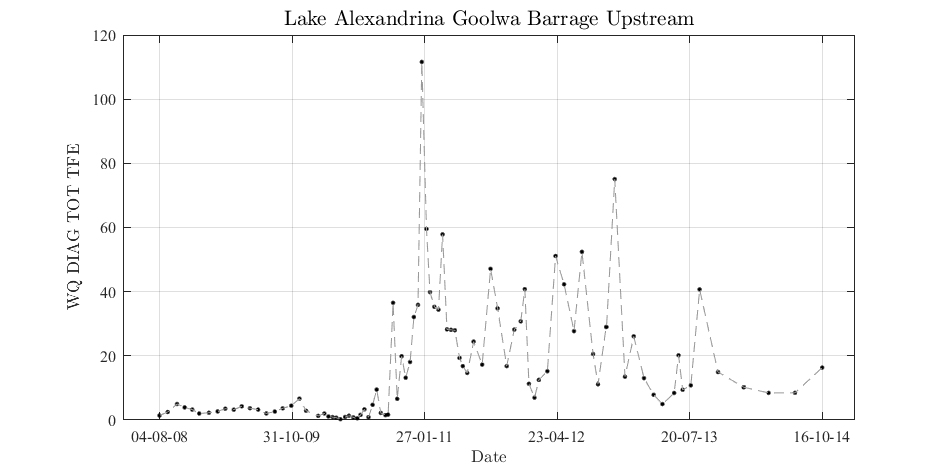 Lake Alexandrina Goolwa Barrage Upstream
120
100
80
60
40
20
0
WQ DIAG TOT TFE
04-08-08 31-10-09 27-01-11 23-04-12 20-07-13 16-10-14
Date